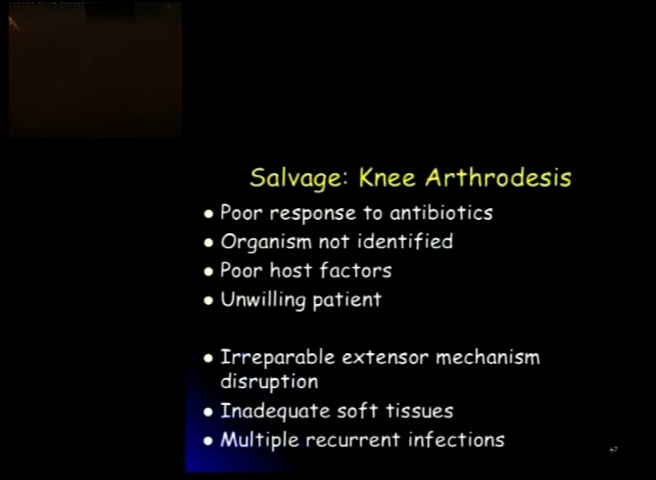 Salvage: Knee Arthrodesis
• Poor response to antibiotics
• Organism not identified
• Poor host factors
• Unwilling patient
• Irreparable extensor mechanism
disruption
• Inadequate soft tissues
• Multiple recurrent infections
67